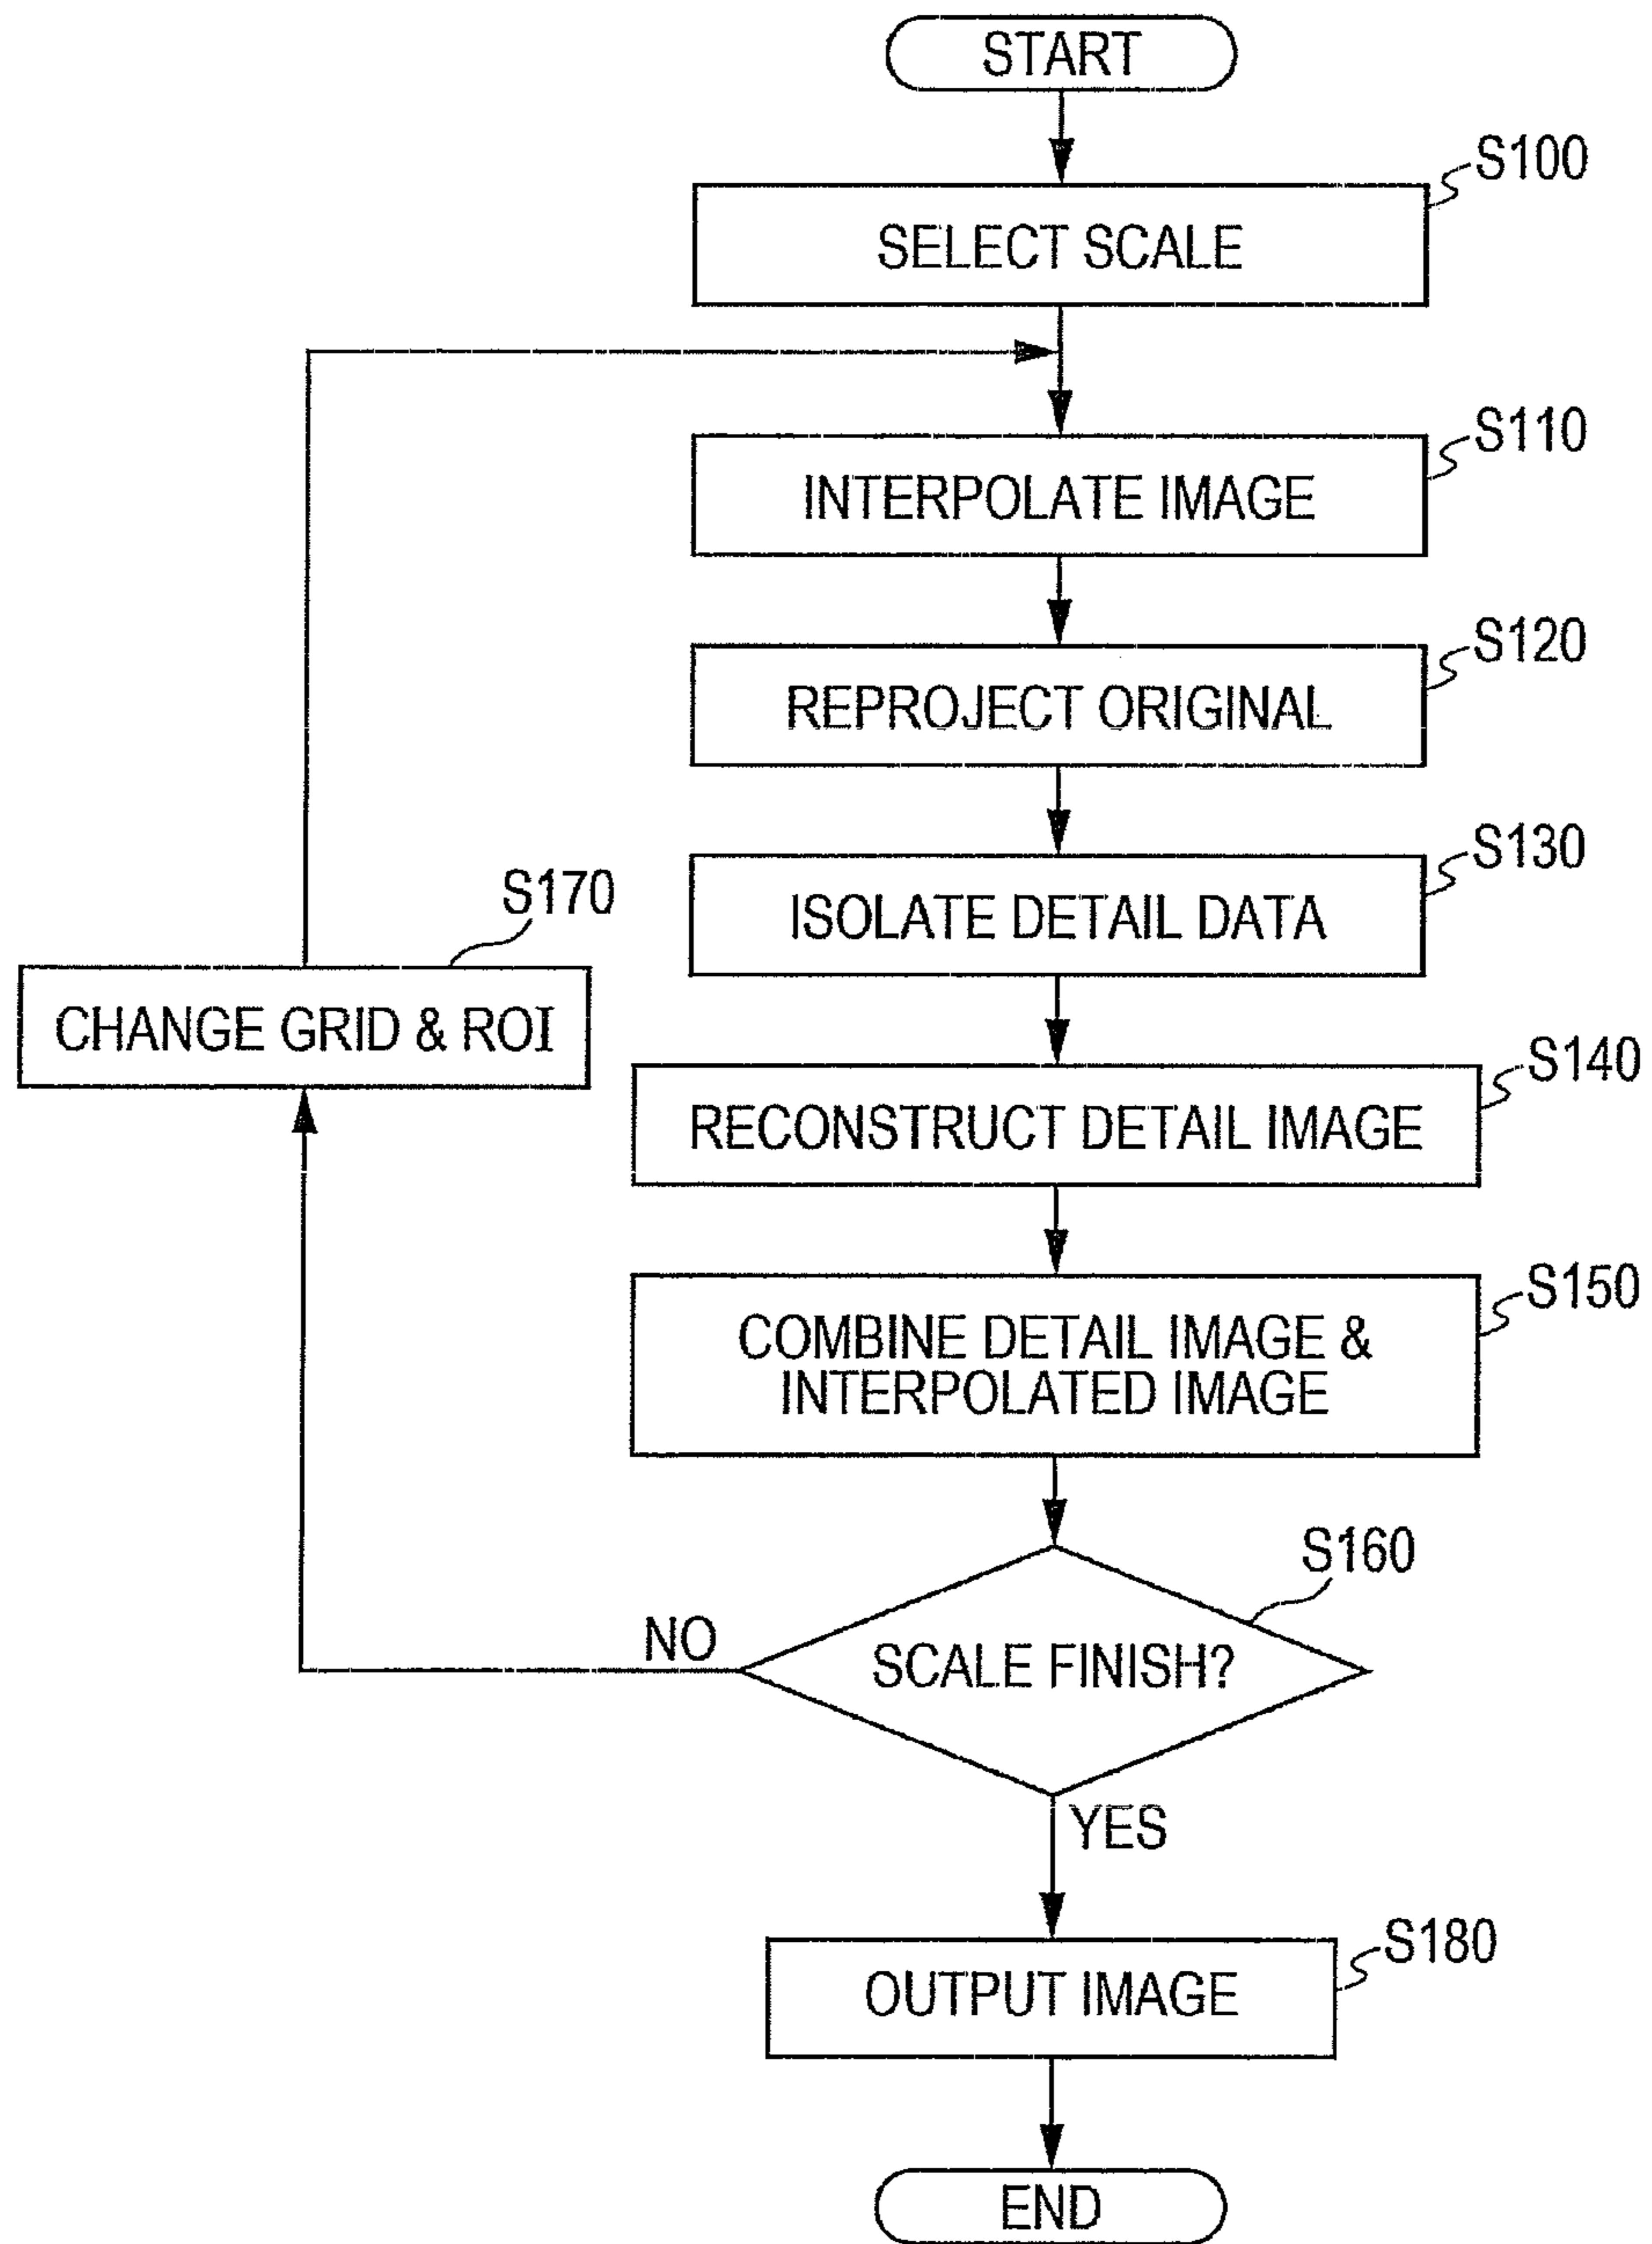 START
S100
SELECT SCALE
S110
INTERPOLATE IMAGE
S120
REPROJECT ORIGINAL
S130
ISOLATE DETAIL DATA
S170
CHANGE GRID & ROI
S140
RECONSTRUCT DETAIL IMAGE
S150
COMBINE DETAIL IMAGE &
INTERPOLATED IMAGE
S160
SCALE FINISH?
NO
YES
S180
OUTPUT IMAGE
END